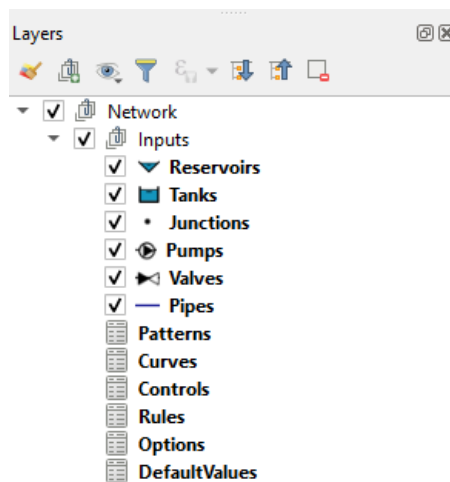 Layers
Network
Inputs
Reservoirs
Tanks
Junctions
Pumps
Valves
Pipes
Patterns
Curves
Controls
Rules
Options
DefaultValues